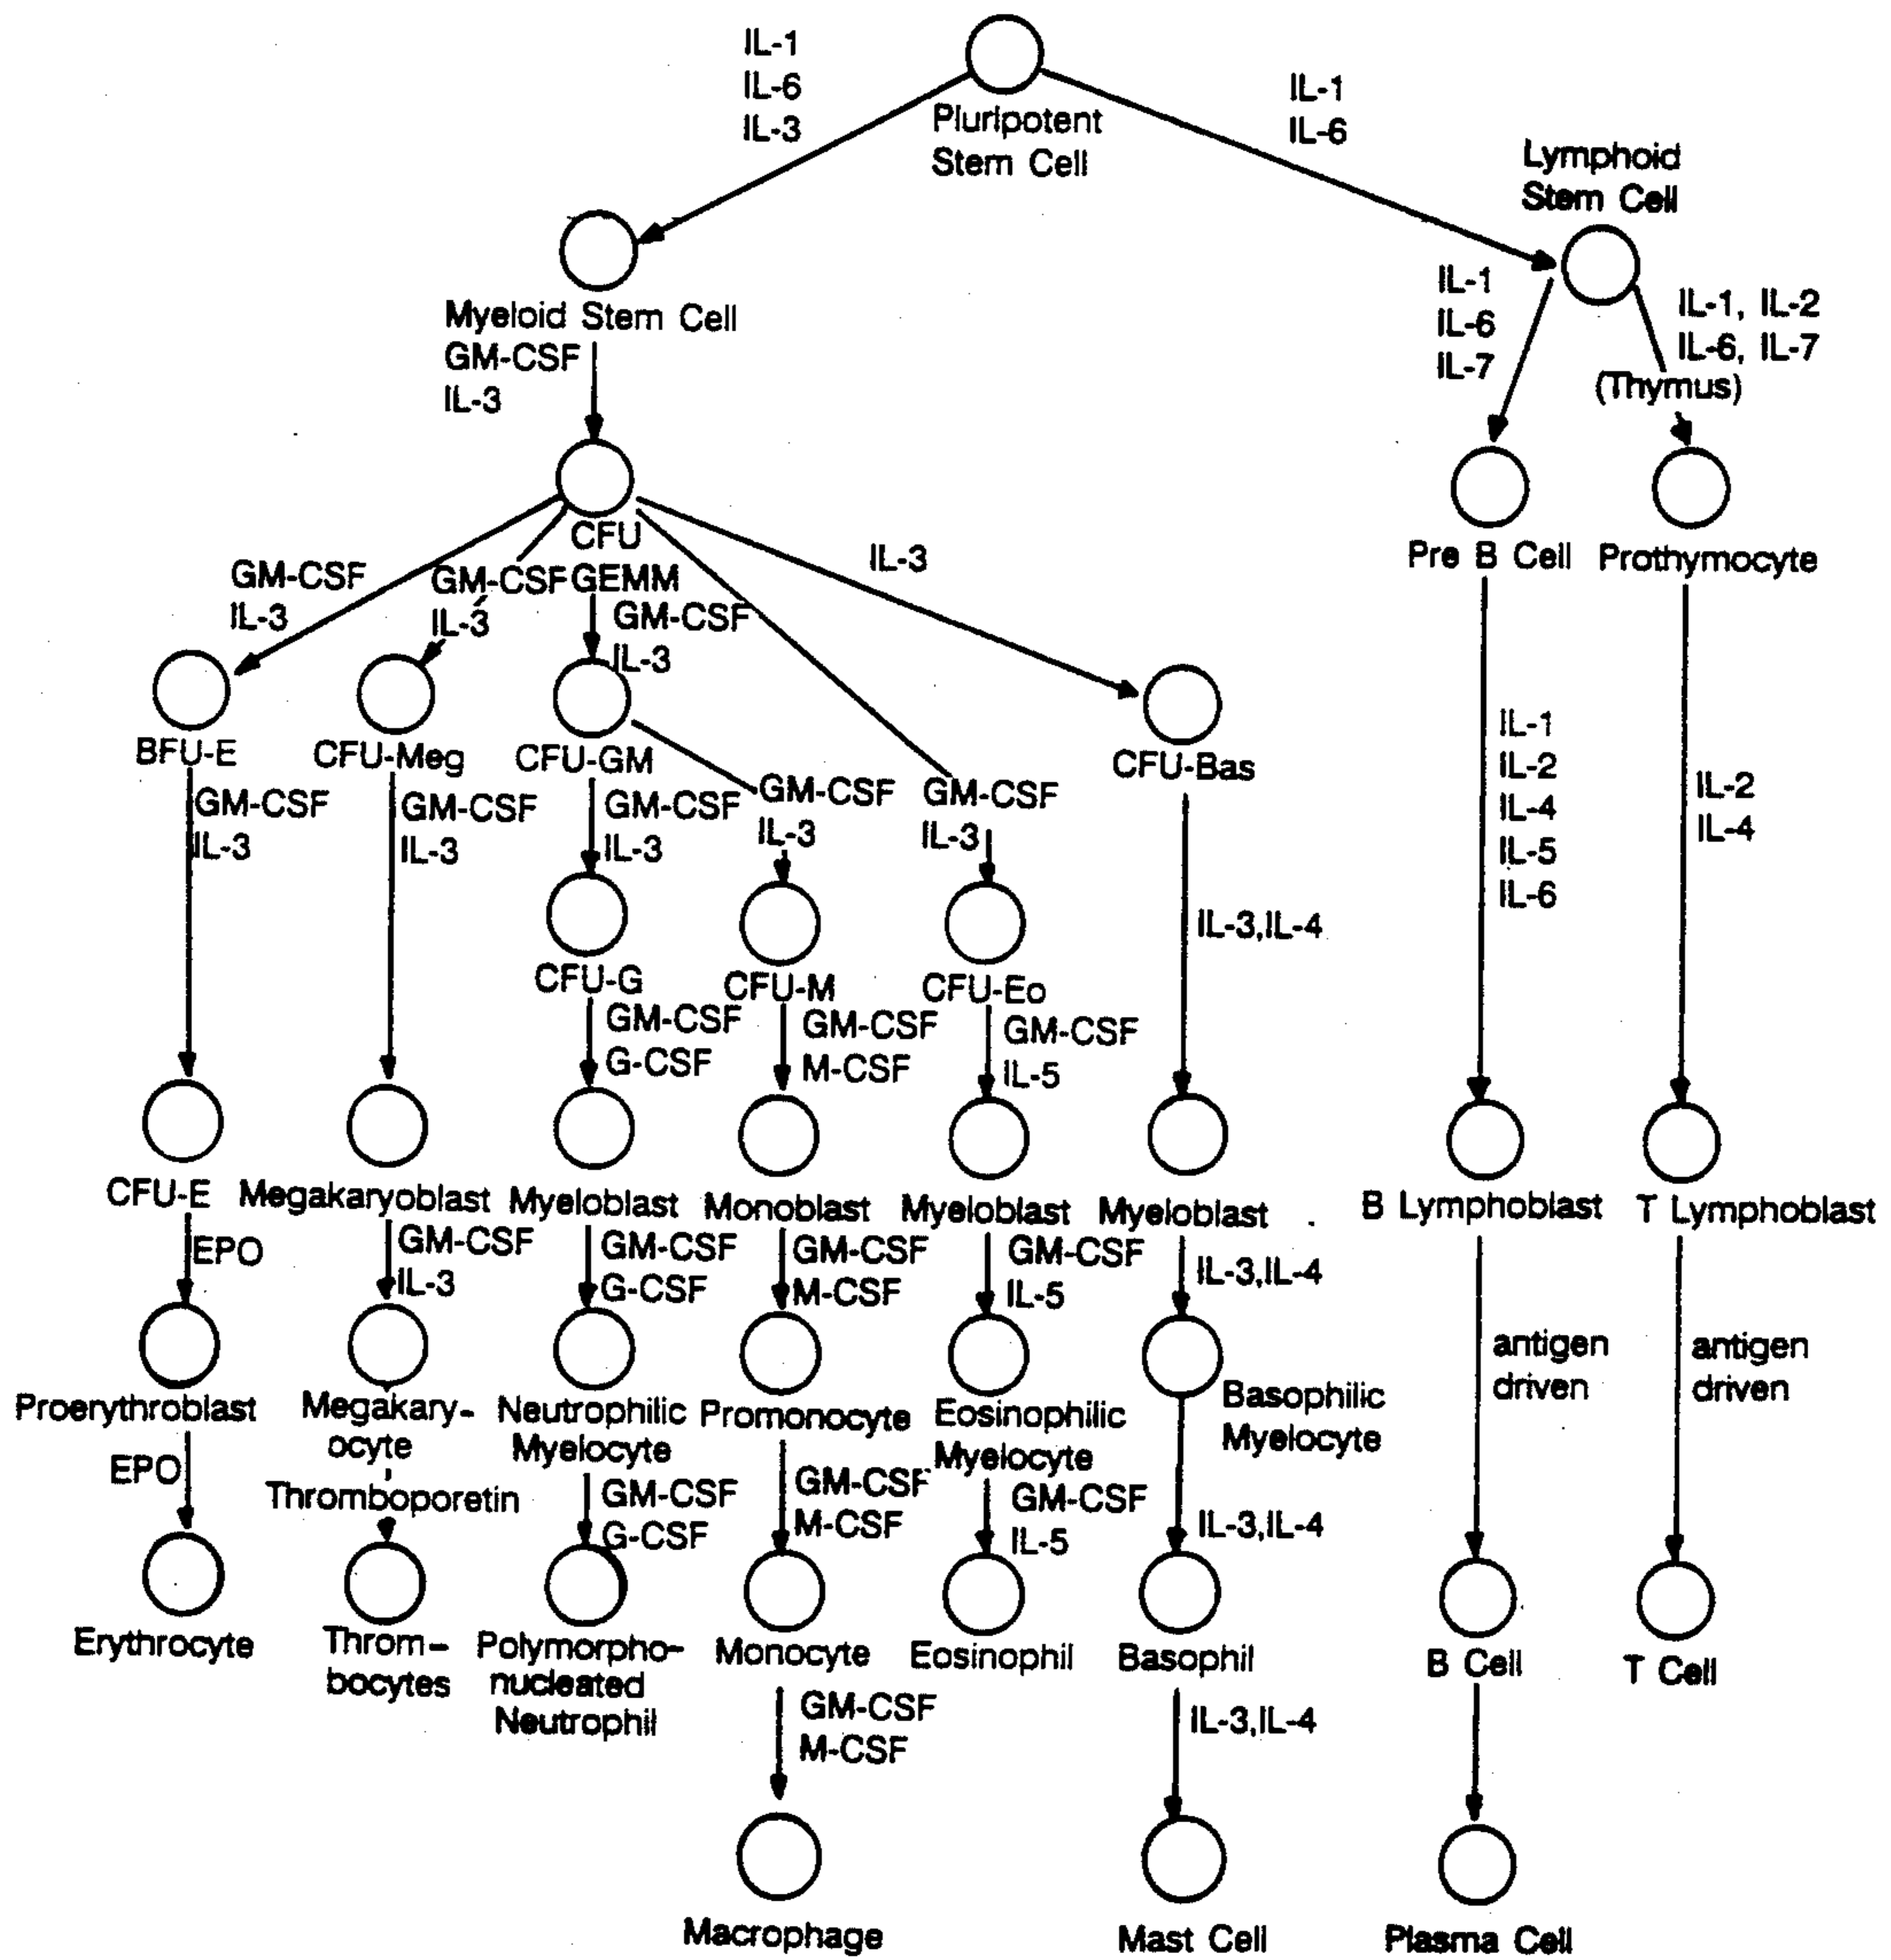 IL-1
IL-6
IL-3
Pluripotent
Stem Cell
IL-1
IL-6
Lymphoid
Stem Cell
Myeloid Stem Cell
GM-CSF
IL-3
IL-1
IL-6
IL-7
IL-1, IL-2
IL-6, IL-7
(Thymus)
CFU
GEMM
GM-CSF
IL-3
GM-CSF
IL-3
GM-CSF
IL-3
IL-3
Pre B Cell
Prothymocyte
BFU-E
CFU-Meg
CFU-GM
CFU-Bas
GM-CSF
IL-3
GM-CSF
IL-3
GM-CSF
IL-3
GM-CSF
IL-3
GM-CSF
IL-3
IL-3,IL-4
IL-1
IL-2
IL-4
IL-5
IL-6
IL-2
IL-4
CFU-G
CFU-M
CFU-Eo
GM-CSF
G-CSF
GM-CSF
M-CSF
GM-CSF
IL-5
CFU-E
Megakaryoblast
Myeloblast
Monoblast
Myeloblast
Myeloblast
B Lymphoblast
T Lymphoblast
EPO
GM-CSF
IL-3
GM-CSF
G-CSF
GM-CSF
M-CSF
GM-CSF
IL-5
IL-3,IL-4
antigen
driven
antigen
driven
Proerythroblast
Megakary-
ocyte
Neutrophilic
Myelocyte
Promonocyte
Eosinophilic
Myelocyte
Basophilic
Myelocyte
EPO
Thromboporetin
GM-CSF
G-CSF
GM-CSF
M-CSF
GM-CSF
IL-5
IL-3,IL-4
Erythrocyte
Throm-
bocytes
Polymorpho-
nucleated
Neutrophil
Monocyte
Eosinophil
Basophil
B Cell
T Cell
GM-CSF
M-CSF
IL-3,IL-4
Macrophage
Mast Cell
Plasma Cell